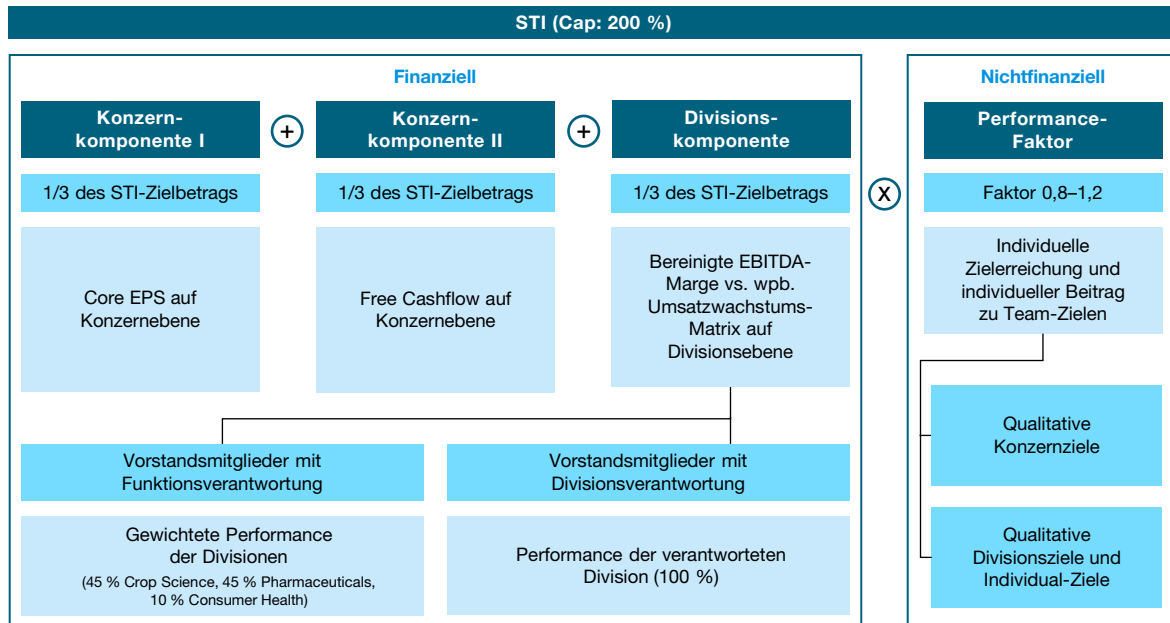 STI (Cap: 200 %)
Finanziell
Konzern-
komponente I
+
Konzern-
komponente II
+
Divisions-
komponente
1/3 des STI-Zielbetrags
1/3 des STI-Zielbetrags
1/3 des STI-Zielbetrags
Core EPS auf
Konzernebene
Free Cashflow auf
Konzernebene
Bereinigte EBITDA-
Marge vs. wpb.
Umsatzwachstums-
Matrix auf
Divisionsebene
Vorstandsmitglieder mit
Funktionsverantwortung
Gewichtete Performance
der Divisionen
(45 % Crop Science, 45 % Pharmaceuticals,
10 % Consumer Health)
Vorstandsmitglieder mit
Divisionsverantwortung
Performance der verantworteten
Division (100 %)
X
Nichtfinanziell
Performance-
Faktor
Faktor 0,8–1,2
Individuelle
Zielerreichung und
individueller Beitrag
zu Team-Zielen
Qualitative
Konzernziele
Qualitative
Divisionsziele und
Individual-Ziele